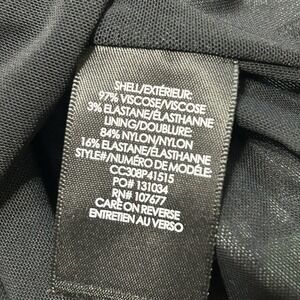 SHELL/EXTÉRIEUR:
97% VISCOSE/VISCOSE
3% ELASTANE/ÉLASTHANNE
LINING/DOUBLURE:
84% NYLON/NYLON
16% ELASTANE/ÉLASTHANNE
STYLE#/NUMÉRO DE MODÈLE:
CC308P41515
PO# 131034
RN# 107677
CARE ON REVERSE
ENTRETIEN AU VERSO